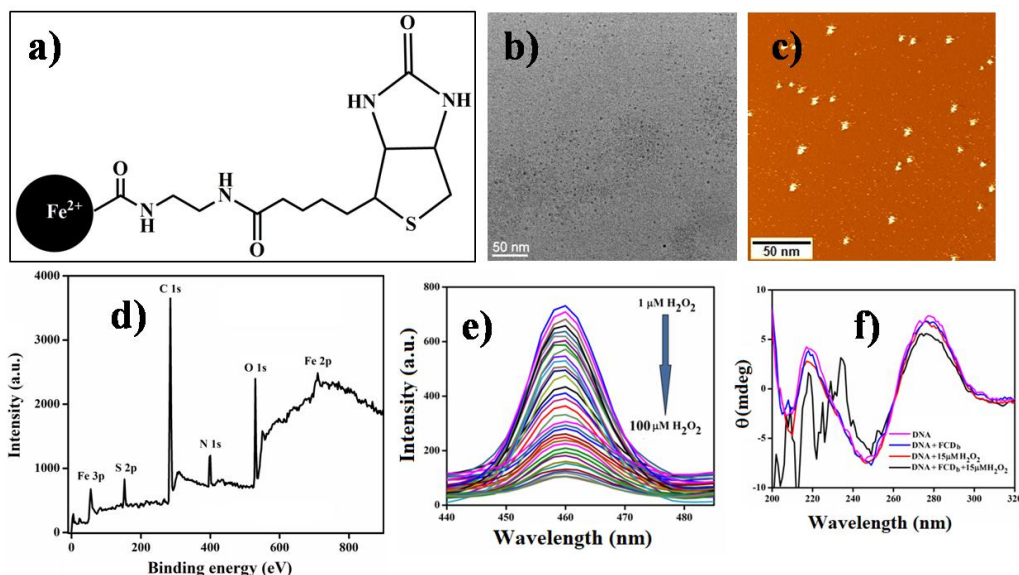 a)
O
HN
NH
O
Fe2+
N
H
H
N
O
S
b)
50 nm
c)
50 nm
d)
Intensity (a.u.)
4000
3000
2000
1000
0
C 1s
O 1s
Fe 2p
N 1s
S 2p
Fe 3p
0 200 400 600 800
Binding energy (eV)
e)
Intensity (a.u.)
800
600
400
200
0
1 μM H₂O₂
100 μM H₂O₂
440 450 460 470 480
Wavelength (nm)
f)
θ(mdeg)
10
5
0
-5
-10
DNA
DNA+FCDb
DNA+15μMH₂O₂
DNA+FCDb+15μMH₂O₂
200 220 240 260 280 300 320
Wavelength (nm)